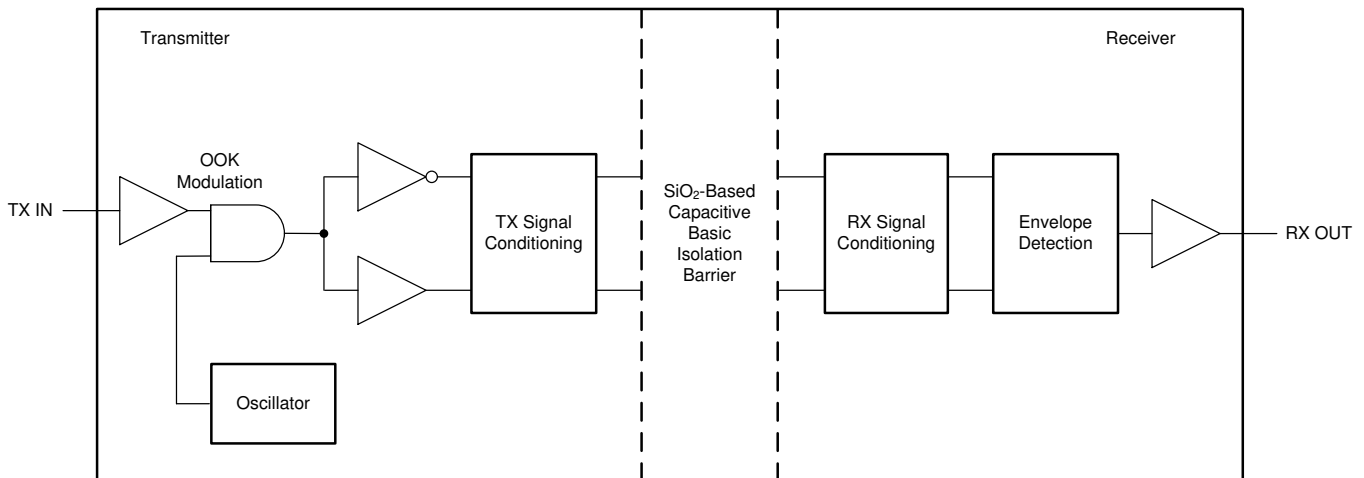 Transmitter
Receiver
OOK
Modulation
TX IN
TX Signal
Conditioning
SiO₂-Based
Capacitive
Basic
Isolation
Barrier
RX Signal
Conditioning
Envelope
Detection
RX OUT
Oscillator